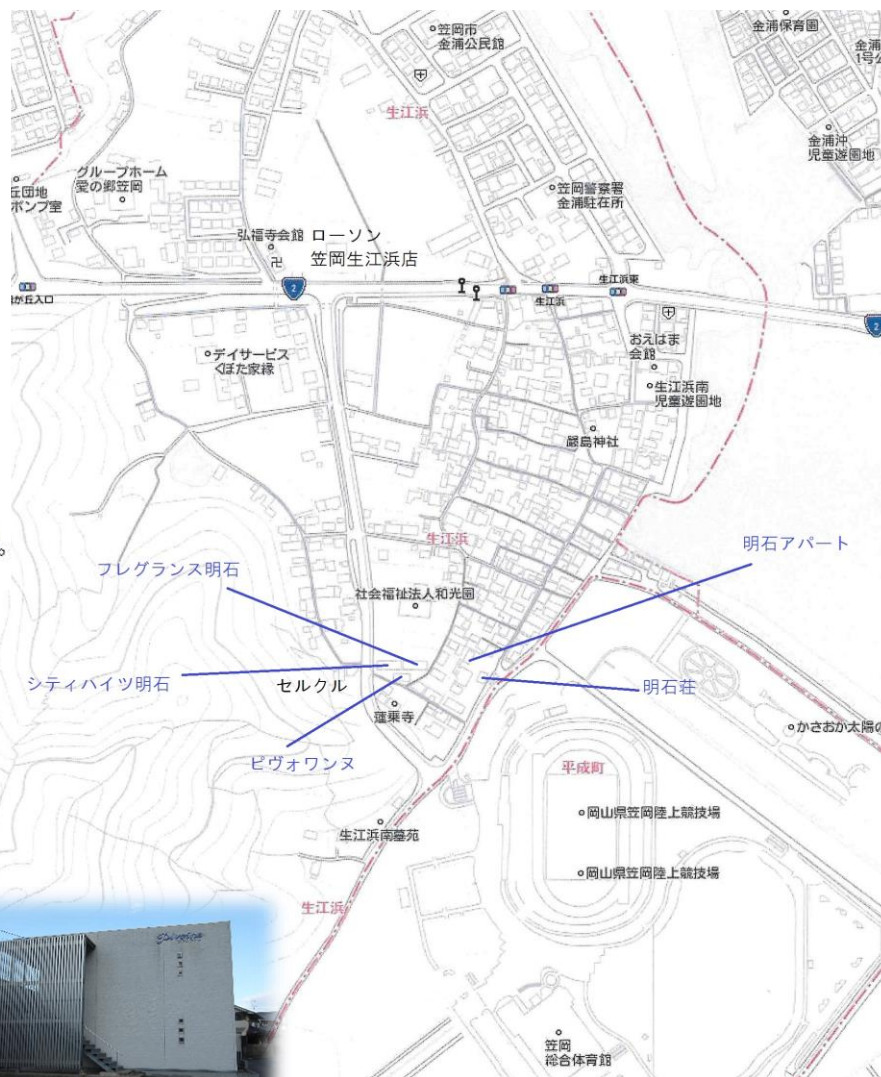 笠岡市
金浦公民館
金浦保育園
生江浜
金浦沖
児童遊園地
グループホーム
愛の郷笠岡
丘団地
ポンプ室
笠岡警察署
金浦駐在所
弘福寺会館
ローソン
笠岡生江浜店
2
生江浜
生江浜東
2
デイサービス
くぼた家縁
おえはま
会館
生江浜南
児童遊園地
嚴島神社
生江浜
明石アパート
フレグランス明石
社会福祉法人和光園
シティハイツ明石
セルクル
明石荘
蓮乗寺
かさおか太陽の
ピヴォワンヌ
平成町
岡山県笠岡陸上競技場
生江浜南墓苑
岡山県笠岡陸上競技場
生江浜
笠岡
総合体育館